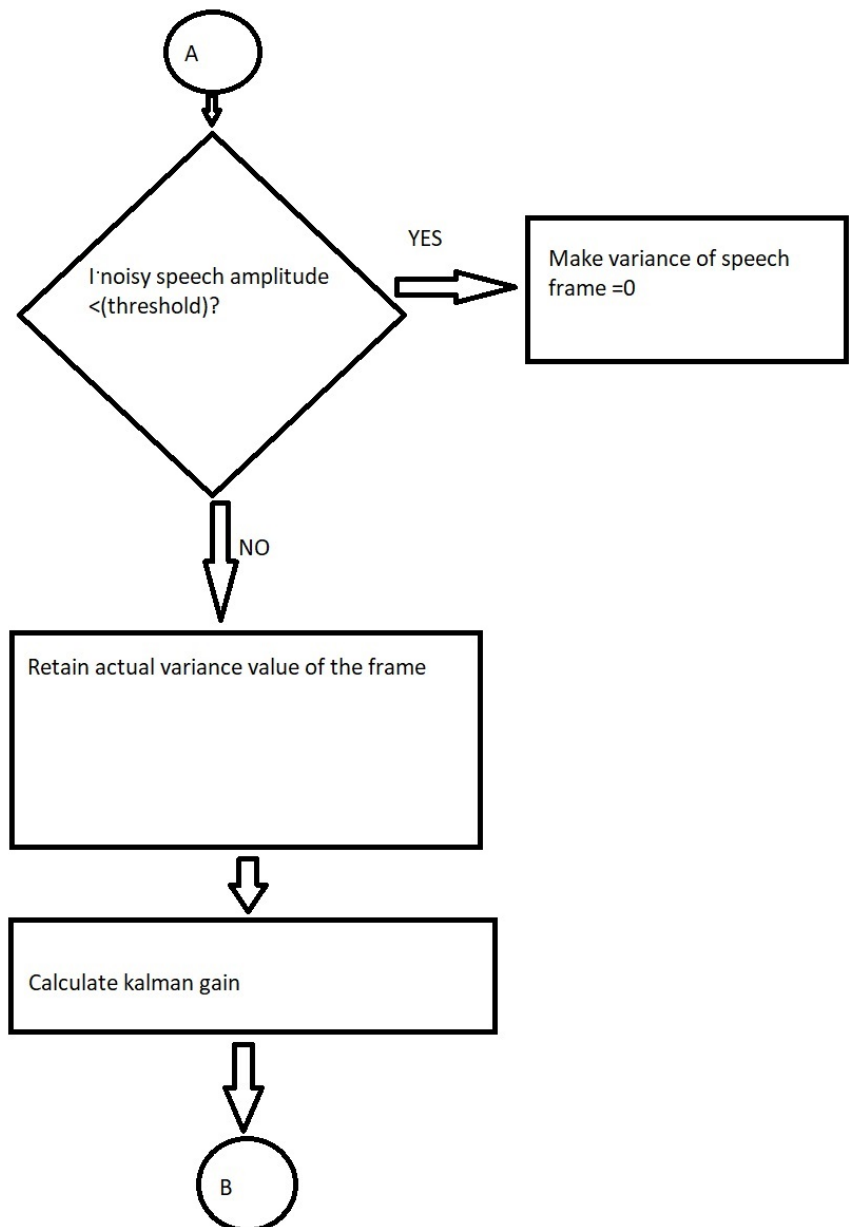 A
noisy speech amplitude
<(threshold)?
YES
Make variance of speech
frame =0
NO
Retain actual variance value of the frame
Calculate kalman gain
B